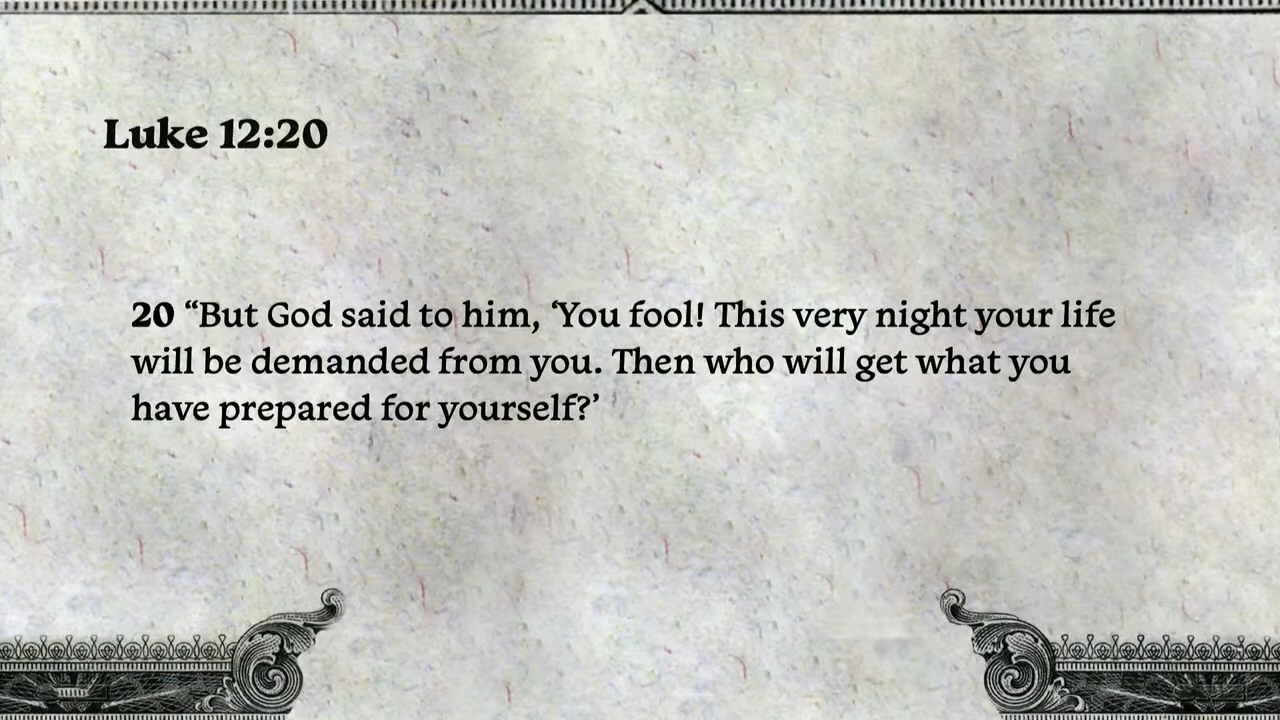 Luke 12:20
20 “But God said to him, ‘You fool! This very night your life
will be demanded from you. Then who will get what you
have prepared for yourself?’